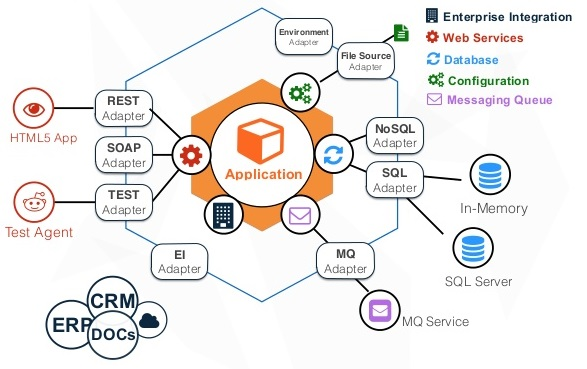 Environment
Adapter
File Source
Adapter
Enterprise Integration
Web Services
Database
Configuration
Messaging Queue
REST
Adapter
HTML5 App
SOAP
Adapter
TEST
Adapter
Test Agent
Application
NoSQL
Adapter
SQL
Adapter
In-Memory
SQL Server
EI
Adapter
MQ
Adapter
MQ Service
CRM
ERP
DOCs